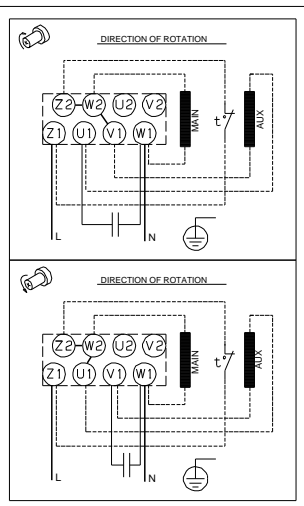 DIRECTION OF ROTATION
Z2 W2 U2 V2
Z1 U1 V1 W1
MAIN
t°
AUX
L
N
DIRECTION OF ROTATION
Z2 W2 U2 V2
Z1 U1 V1 W1
MAIN
t°
AUX
L
N